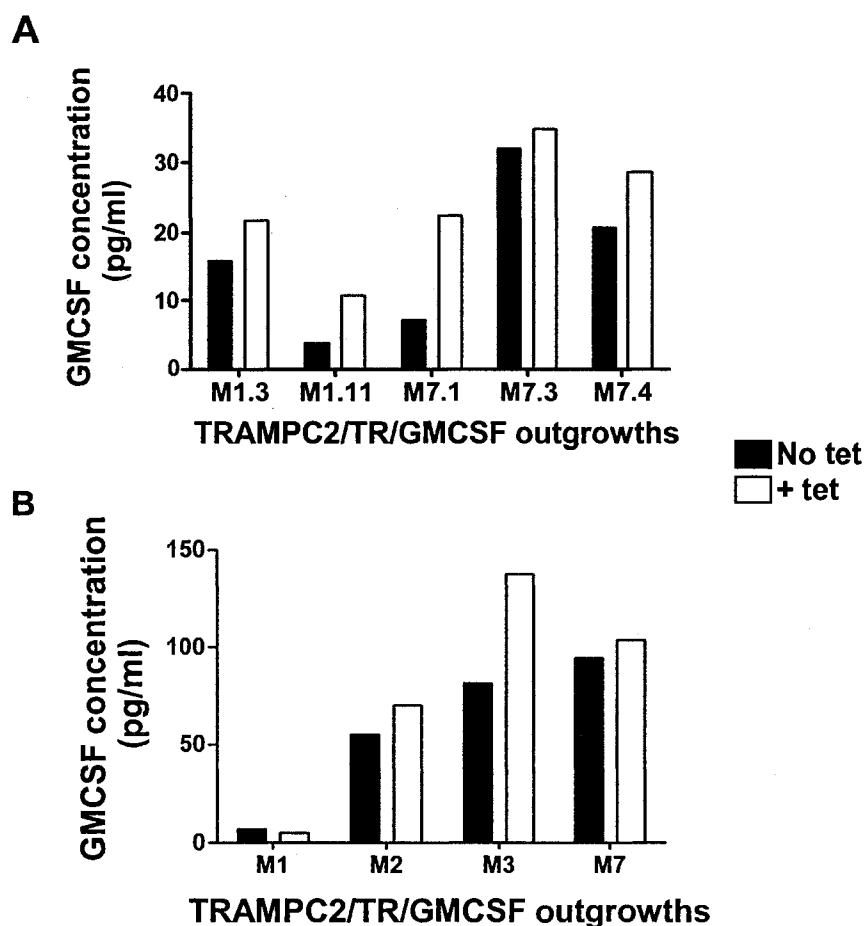 A
GMCSF concentration
(pg/ml)
40
30
20
10
0
M1.3 M1.11 M7.1 M7.3 M7.4
TRAMPC2/TR/GMCSF outgrowths
No tet
+ tet
B
GMCSF concentration
(pg/ml)
150
100
50
0
M1 M2 M3 M7
TRAMPC2/TR/GMCSF outgrowths